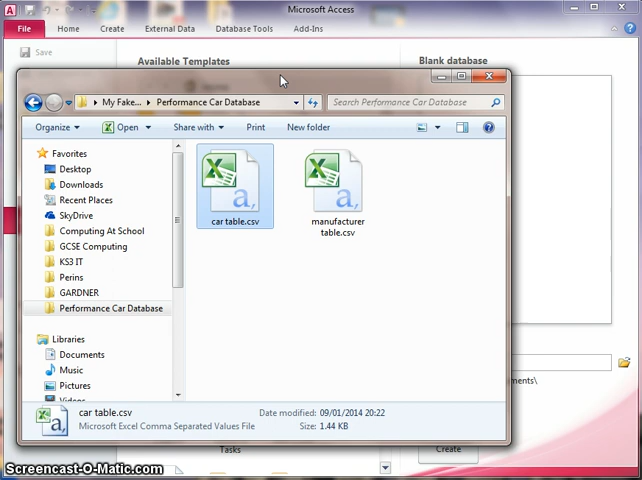 Microsoft Access
File Home Create External Data Database Tools Add-Ins
Save
Available Templates
Blank database
My Fake... Performance Car Database
Search Performance Car Database
Organize Open Share with Print New folder
Favorites
Desktop
Downloads
Recent Places
SkyDrive
Computing At School
GCSE Computing
KS3 IT
Perins
GARDNER
Performance Car Database
Libraries
Documents
Music
Pictures
Videos
car table.csv
manufacturer
table.csv
ments\
car table.csv
Date modified: 09/01/2014 20:22
Microsoft Excel Comma Separated Values File
Size: 1.44 KB
Tasks
Create
Screencast-O-Matic.com